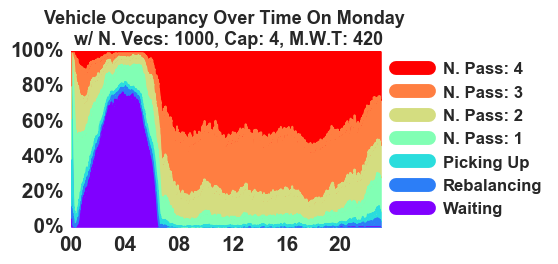 Vehicle Occupancy Over Time On Monday
w/ N. Vecs: 1000, Cap: 4, M.W.T: 420
100%
80%
60%
40%
20%
0%
00 04 08 12 16 20
N. Pass: 4
N. Pass: 3
N. Pass: 2
N. Pass: 1
Picking Up
Rebalancing
Waiting